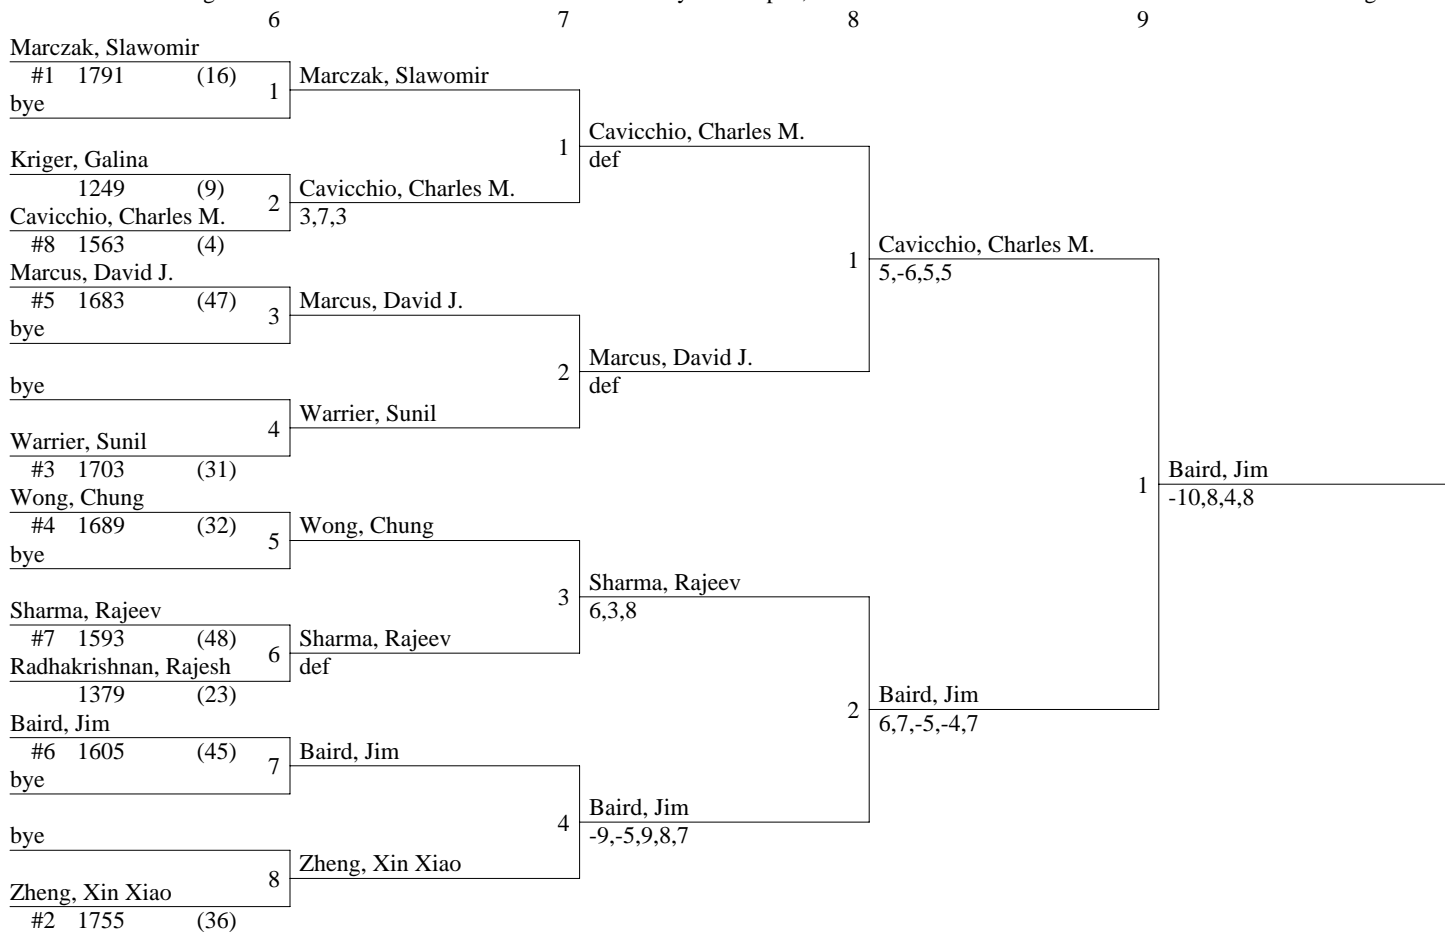 6 7 8 9
Marczak, Slawomir
#1 1791 (16)
1
Marczak, Slawomir
bye
1
Cavicchio, Charles M.
def
Kriger, Galina
1249 (9)
2
Cavicchio, Charles M.
3,7,3
Cavicchio, Charles M.
#8 1563 (4)
1
Cavicchio, Charles M.
5,-6,5,5
Marcus, David J.
#5 1683 (47)
3
Marcus, David J.
bye
2
Marcus, David J.
def
bye
4
Warrier, Sunil
Warrier, Sunil
#3 1703 (31)
1
Baird, Jim
-10,8,4,8
Wong, Chung
#4 1689 (32)
5
Wong, Chung
bye
3
Sharma, Rajeev
6,3,8
Sharma, Rajeev
#7 1593 (48)
6
Sharma, Rajeev
def
Radhakrishnan, Rajesh
1379 (23)
2
Baird, Jim
6,7,-5,-4,7
Baird, Jim
#6 1605 (45)
7
Baird, Jim
bye
4
Baird, Jim
-9,-5,9,8,7
bye
8
Zheng, Xin Xiao
Zheng, Xin Xiao
#2 1755 (36)